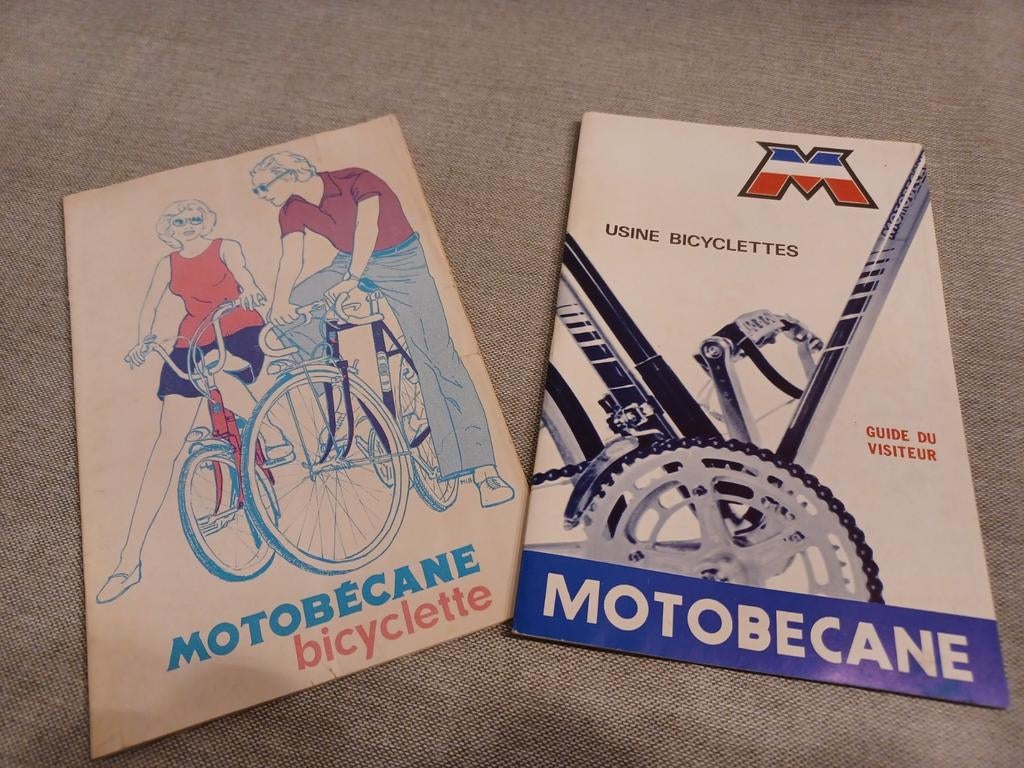 MOTOBÉCANE
bicyclette
M
USINE BICYCLETTES
GUIDE DU
VISITEUR
MOTOBECANE